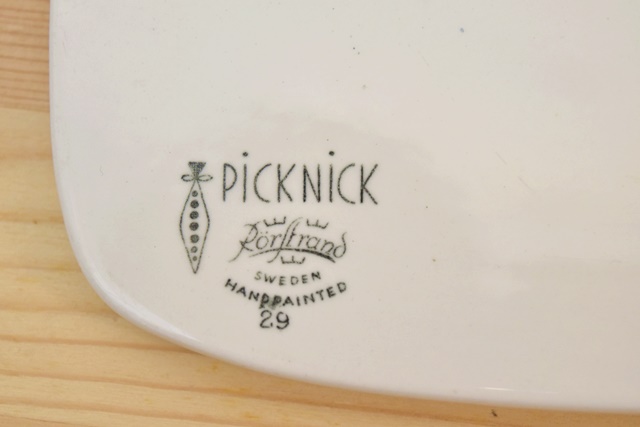 PiCKNiCK
Rörstrand
SWEDEN
HANDPAINTED
29